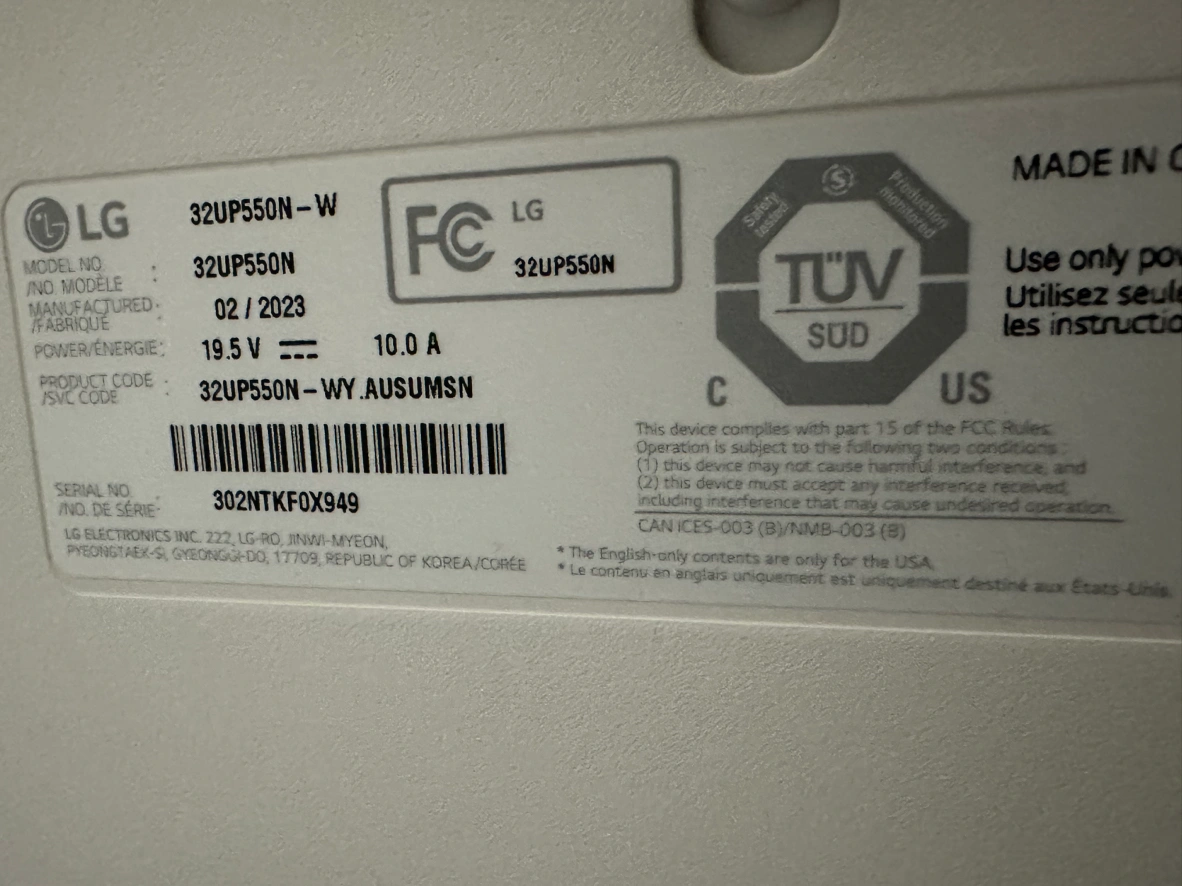 LG 32UP550N-W
MODEL NO. /NO. MODÈLE : 32UP550N
MANUFACTURED /FABRIQUÉ : 02 / 2023
POWER/ÉNERGIE: 19.5 V 10.0 A
PRODUCT CODE /SVC CODE : 32UP550N-WY.AUSUMSN
SERIAL NO. /NO. DE SÉRIE: 302NTKF0X949
LG ELECTRONICS INC. 222, LG-RO, JINWI-MYEON,
PYEONGTAEK-SI, GYEONGGI-DO, 17709, REPUBLIC OF KOREA/CORÉE
FC LG
32UP550N
Safety tested
S
Production monitored
TÜV
SÜD
C US
This device complies with part 15 of the FCC Rules.
Operation is subject to the following two conditions :
(1) this device may not cause harmful interference, and
(2) this device must accept any interference received,
including interference that may cause undesired operation.
CAN ICES-003 (B)/NMB-003 (B)
* The English-only contents are only for the USA.
* Le contenu en anglais uniquement est uniquement destiné aux États-Unis.
MADE IN
Use only
Utilisez
les